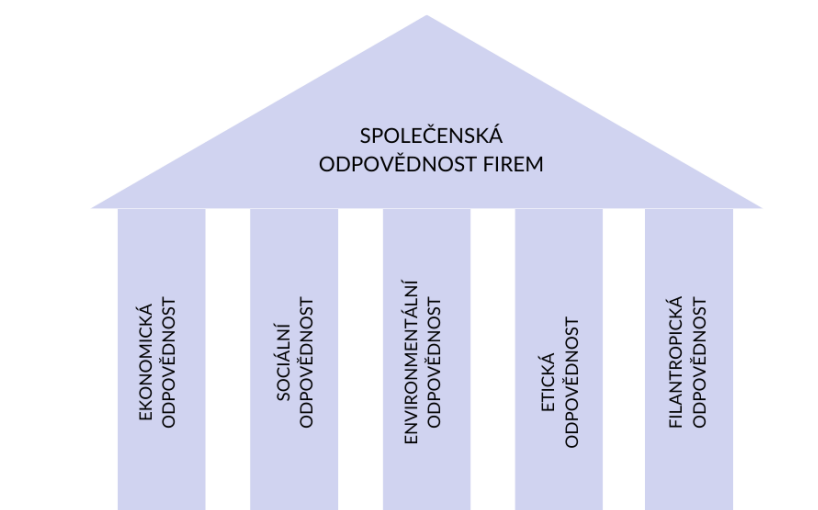 SPOLEČENSKÁ
ODPOVĚDNOST FIREM
EKONOMICKÁ
ODPOVĚDNOST
SOCIÁLNÍ
ODPOVĚDNOST
ENVIRONMENTÁLNÍ
ODPOVĚDNOST
ETICKÁ
ODPOVĚDNOST
FILANTROPICKÁ
ODPOVĚDNOST